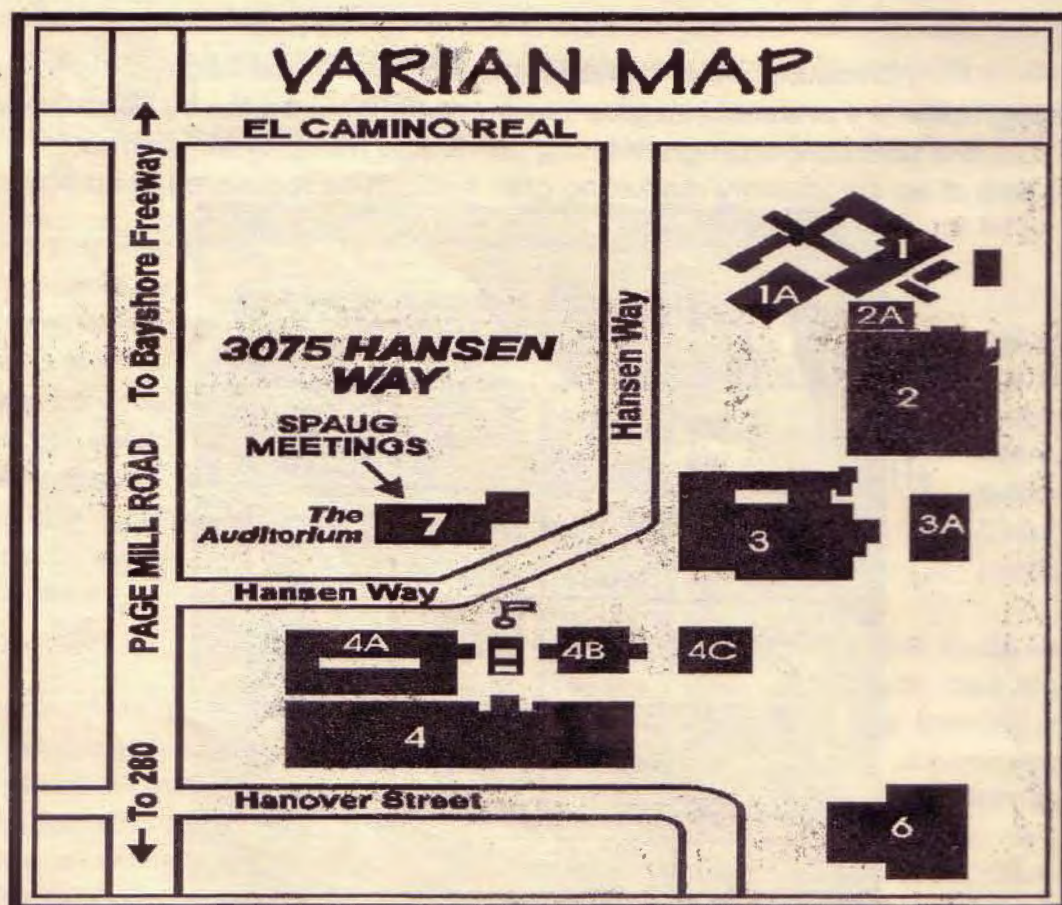 VARIAN MAP
EL CAMINO REAL
← To 280 PAGE MILL ROAD To Bayshore Freeway →
Hansen Way
3075 HANSEN
WAY
SPAUG
MEETINGS
The
Auditorium
7
Hansen Way
1
1A
2A
2
3
3A
4A
4B
4C
4
Hanover Street
6